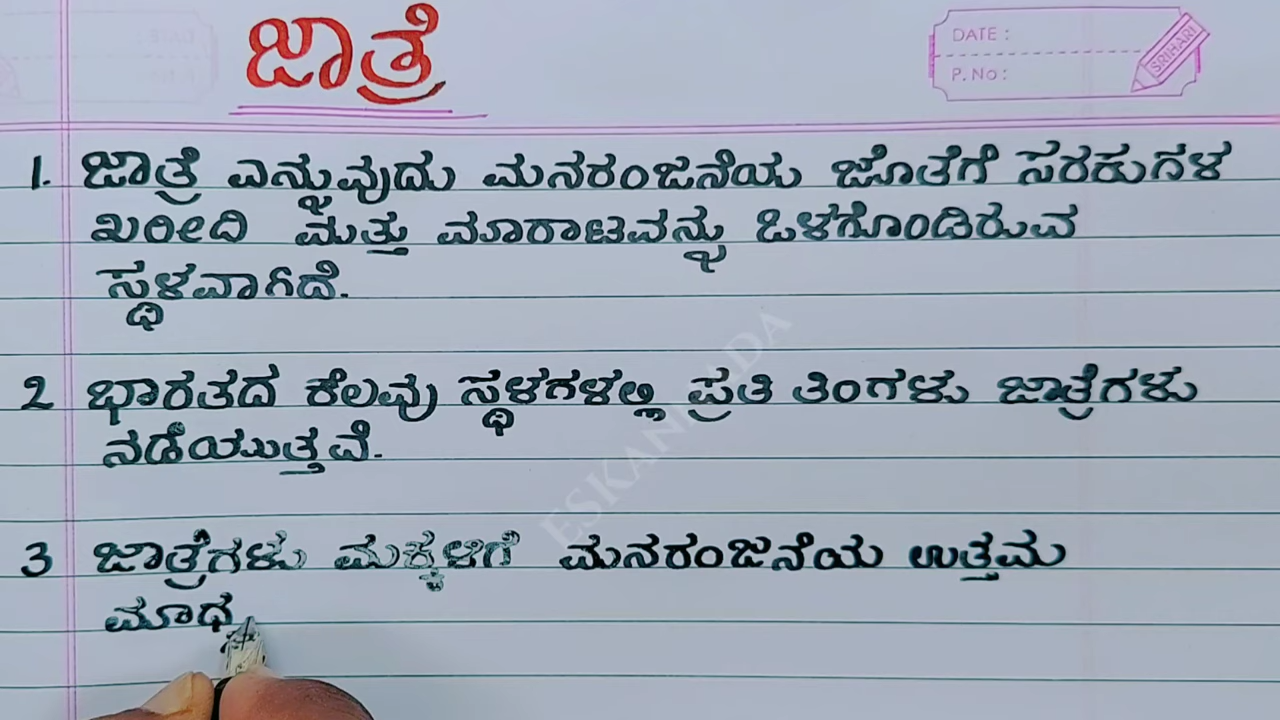 ಜಾತ್ರೆ
DATE :
P. No :
SRIHARI
1. ಜಾತ್ರೆ ಎನ್ನುವುದು ಮನರಂಜನೆಯ ಜೊತೆಗೆ ಸರಕುಗಳ
ಖರೀದಿ ಮತ್ತು ಮಾರಾಟವನ್ನು ಒಳಗೊಂಡಿರುವ
ಸ್ಥಳವಾಗಿದೆ.
2 ಭಾರತದ ಕೆಲವು ಸ್ಥಳಗಳಲ್ಲಿ ಪ್ರತಿ ತಿಂಗಳು ಜಾತ್ರೆಗಳು
ನಡೆಯುತ್ತವೆ.
ESKANNADA
3 ಜಾತ್ರೆಗಳು ಮಕ್ಕಳಿಗೆ ಮನರಂಜನೆಯ ಉತ್ತಮ